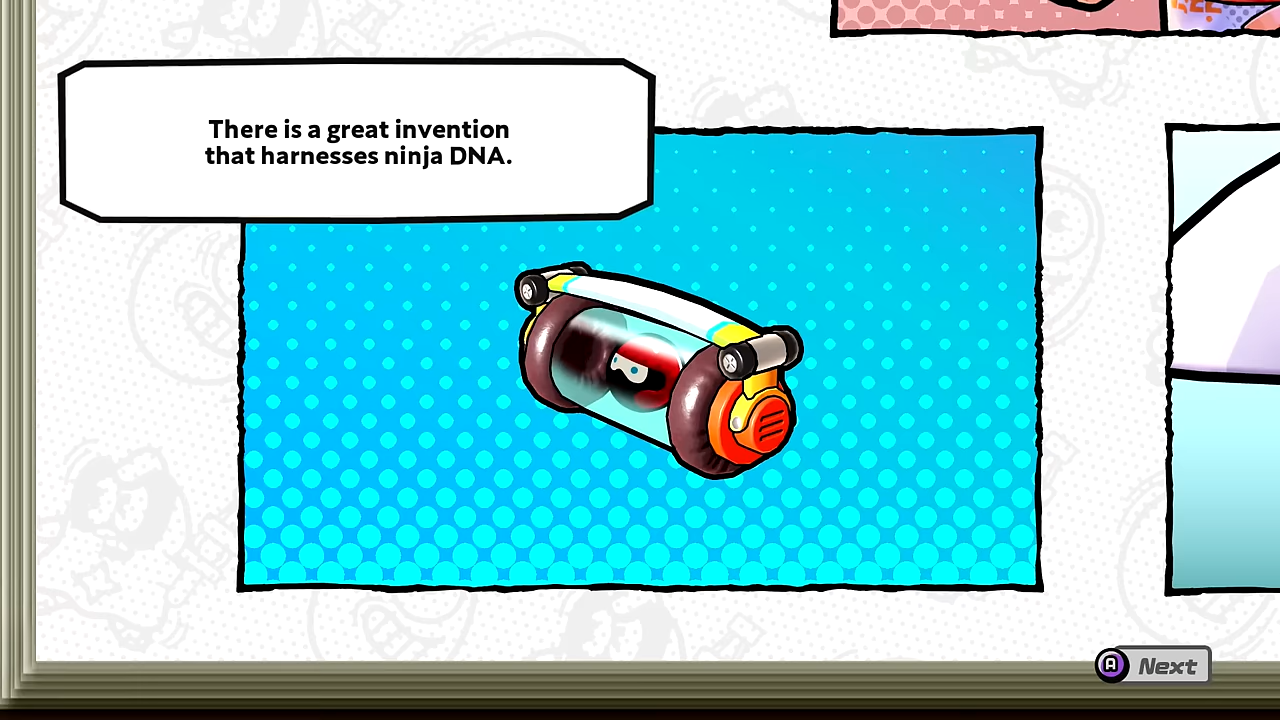 There is a great invention
that harnesses ninja DNA.
A Next